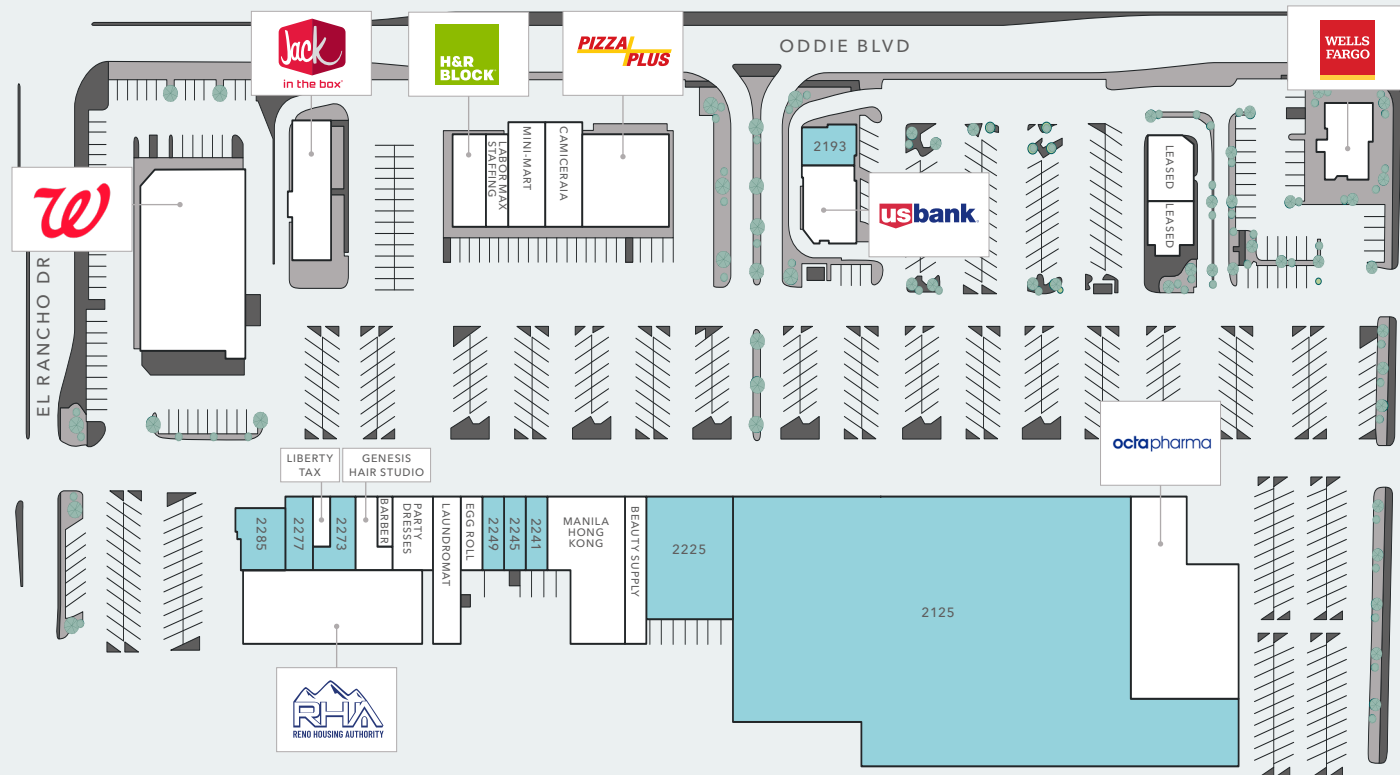 ODDIE BLVD
Jack
in the box
H&R
BLOCK
PIZZA
PLUS
WELLS
FARGO
LABOR MAX
STAFFING
MINI-MART
CAMICERAIA
2193
LEASED
LEASED
W
usbank
EL RANCHO DR
octapharma
LIBERTY
TAX
GENESIS
HAIR STUDIO
2285
2277
2273
BARBER
PARTY
DRESSES
LAUNDROMAT
EGG ROLL
2249
2245
2241
MANILA
HONG
KONG
BEAUTY SUPPLY
2225
2125
RHA
RENO HOUSING AUTHORITY